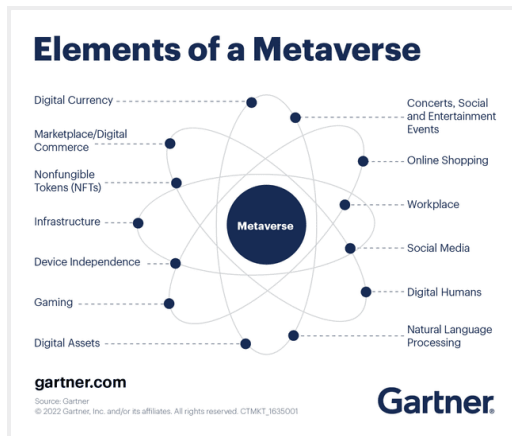 Elements of a Metaverse
Digital Currency
Marketplace/Digital
Commerce
Nonfungible
Tokens (NFTs)
Infrastructure
Device Independence
Gaming
Digital Assets
Metaverse
Concerts, Social
and Entertainment
Events
Online Shopping
Workplace
Social Media
Digital Humans
Natural Language
Processing
gartner.com
Source: Gartner
© 2022 Gartner, Inc. and/or its affiliates. All rights reserved. CTMKT_1635001
Gartner®